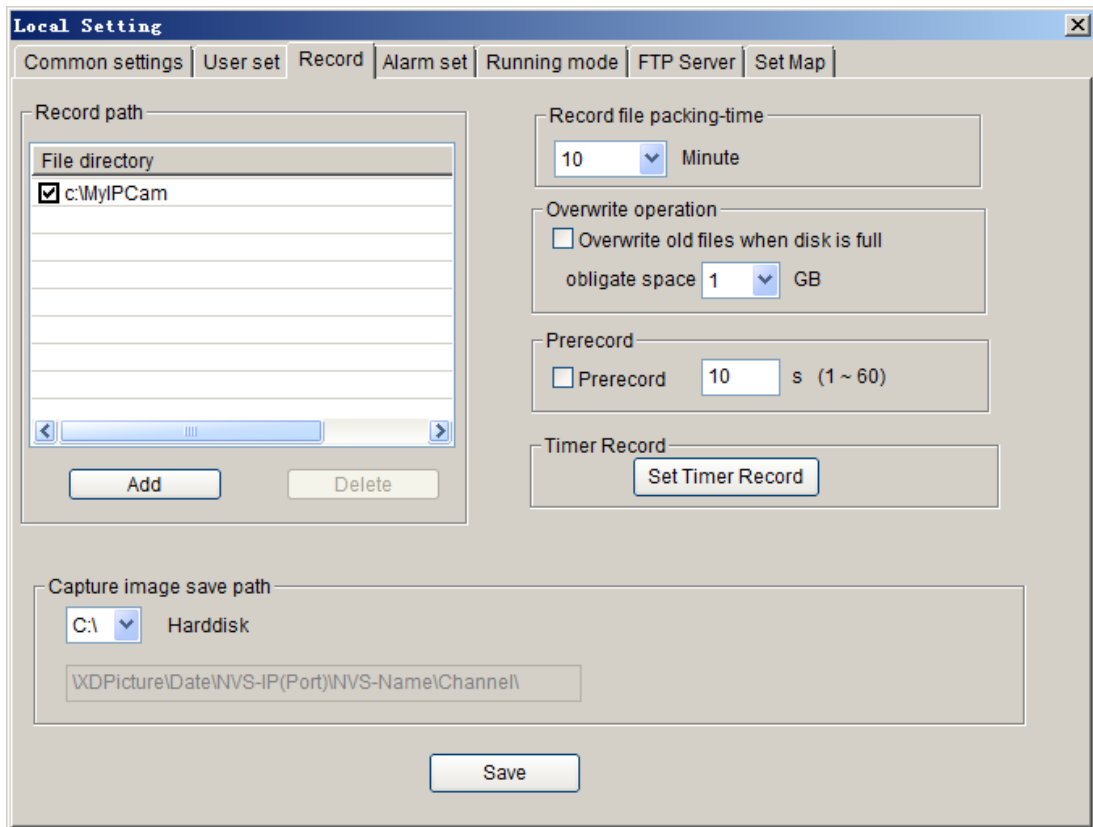 Local Setting
Common settings User set Record Alarm set Running mode FTP Server Set Map
Record path
File directory
c:\MyIPCam
Add Delete
Record file packing-time
10 Minute
Overwrite operation
Overwrite old files when disk is full
obligate space 1 GB
Prerecord
Prerecord 10 s (1 ~ 60)
Timer Record
Set Timer Record
Capture image save path
C:\ Harddisk
\XDPicture\Date\NVS-IP(Port)\NVS-Name\Channel\
Save